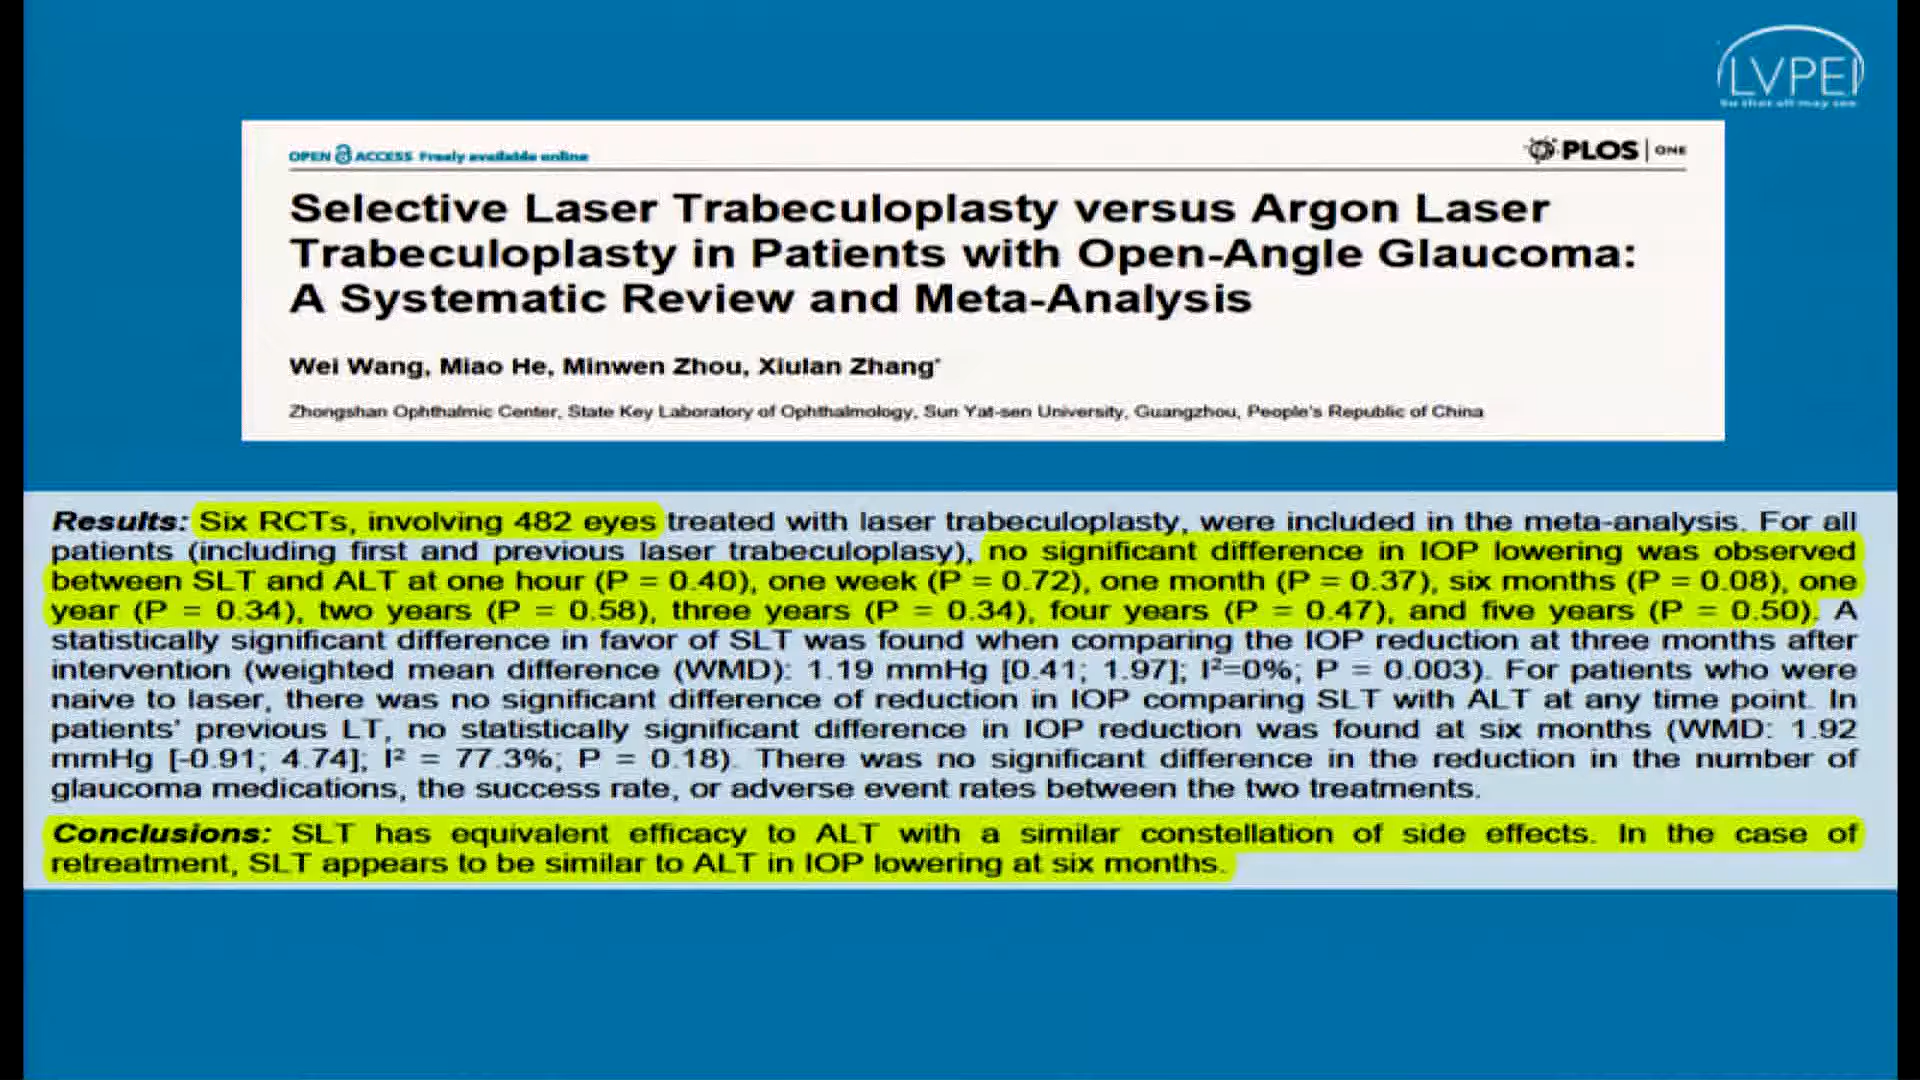 LVPEI
So that all may see
OPEN ACCESS Freely available online
PLOS | ONE
Selective Laser Trabeculoplasty versus Argon Laser
Trabeculoplasty in Patients with Open-Angle Glaucoma:
A Systematic Review and Meta-Analysis
Wei Wang, Miao He, Minwen Zhou, Xiulan Zhang*
Zhongshan Ophthalmic Center, State Key Laboratory of Ophthalmology, Sun Yat-sen University, Guangzhou, People's Republic of China
Results: Six RCTs, involving 482 eyes treated with laser trabeculoplasty, were included in the meta-analysis. For all
patients (including first and previous laser trabeculoplasy), no significant difference in IOP lowering was observed
between SLT and ALT at one hour (P = 0.40), one week (P = 0.72), one month (P = 0.37), six months (P = 0.08), one
year (P = 0.34), two years (P = 0.58), three years (P = 0.34), four years (P = 0.47), and five years (P = 0.50). A
statistically significant difference in favor of SLT was found when comparing the IOP reduction at three months after
intervention (weighted mean difference (WMD): 1.19 mmHg [0.41; 1.97]; I²=0%; P = 0.003). For patients who were
naive to laser, there was no significant difference of reduction in IOP comparing SLT with ALT at any time point. In
patients' previous LT, no statistically significant difference in IOP reduction was found at six months (WMD: 1.92
mmHg [-0.91; 4.74]; I² = 77.3%; P = 0.18). There was no significant difference in the reduction in the number of
glaucoma medications, the success rate, or adverse event rates between the two treatments.
Conclusions: SLT has equivalent efficacy to ALT with a similar constellation of side effects. In the case of
retreatment, SLT appears to be similar to ALT in IOP lowering at six months.